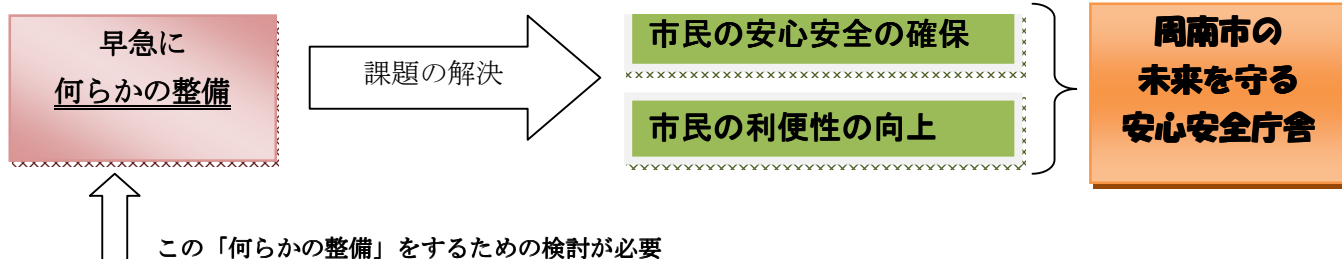 早急に
何らかの整備
課題の解決
市民の安心安全の確保
市民の利便性の向上
周南市の
未来を守る
安心安全庁舎
この「何らかの整備」をするための検討が必要